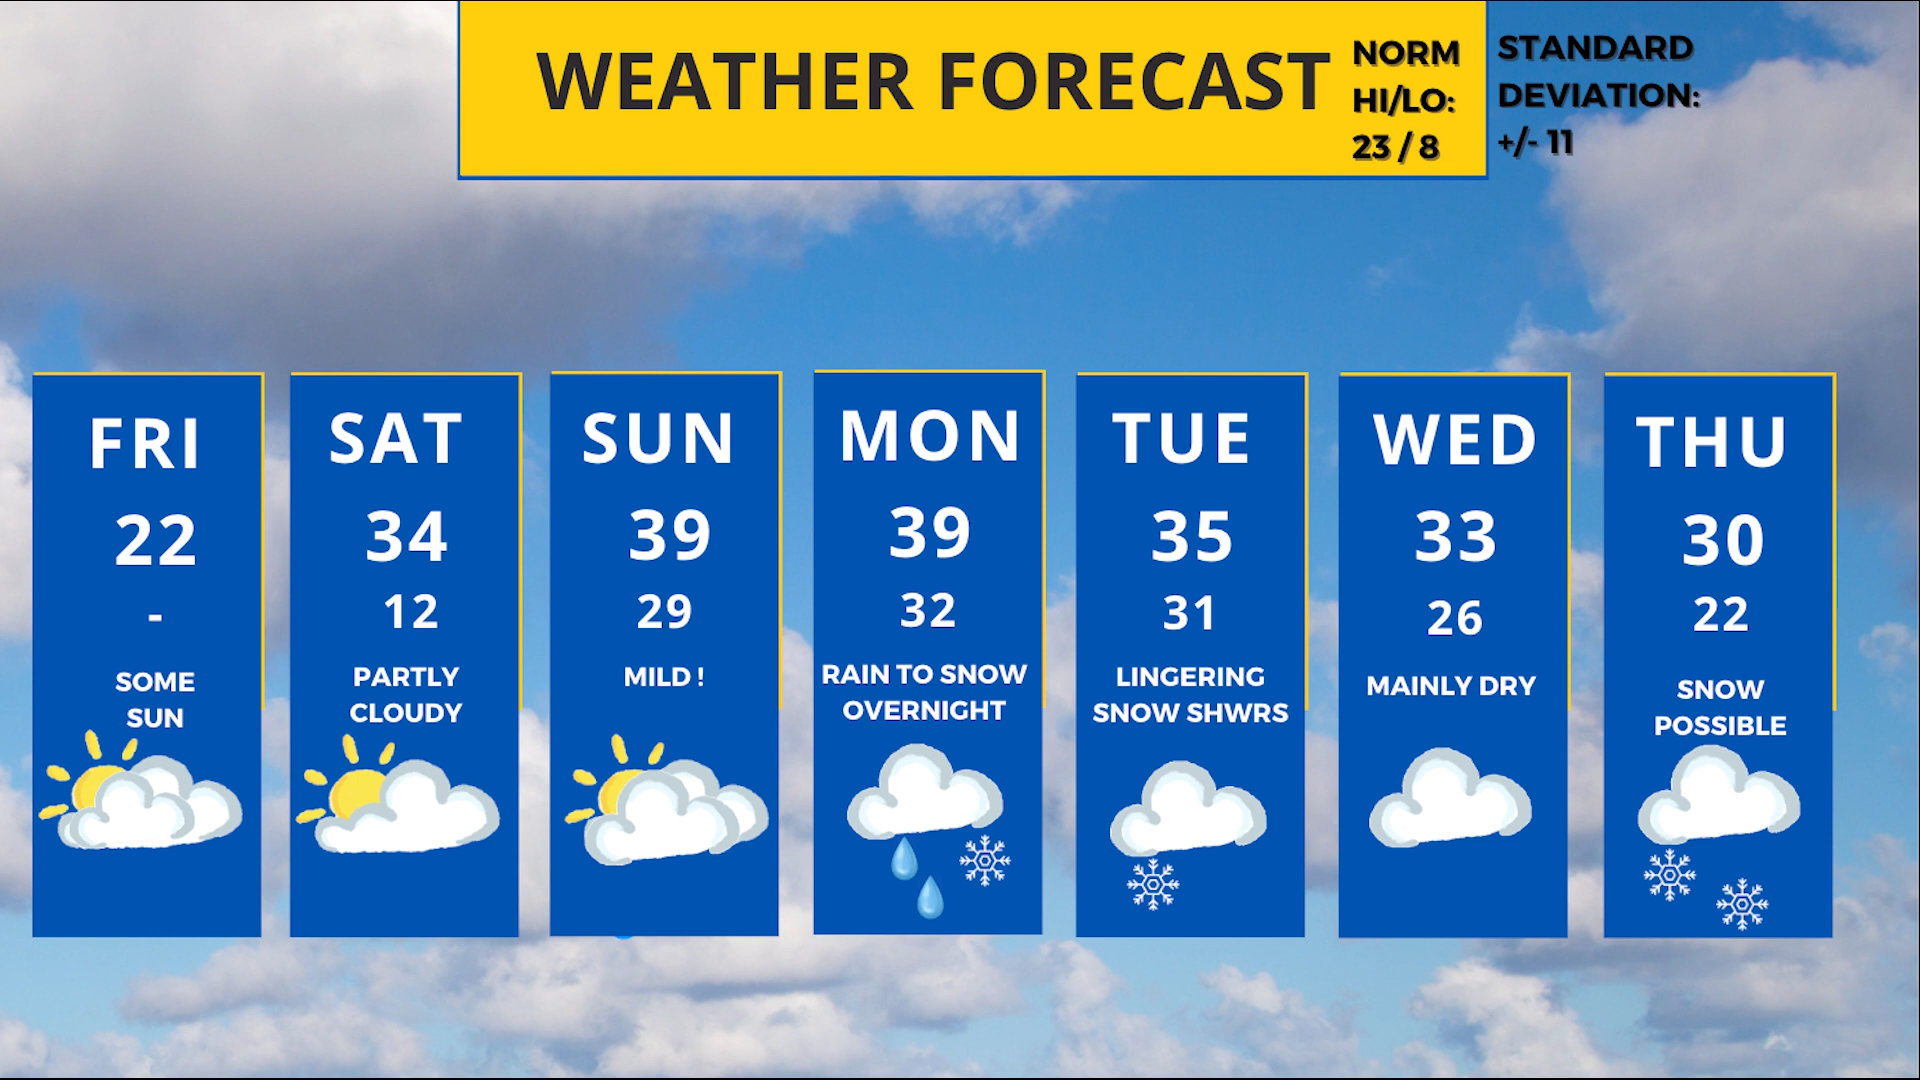 WEATHER FORECAST
NORM
HI/LO:
23 / 8
STANDARD
DEVIATION:
+/- 11
FRI
22
-
SOME
SUN
SAT
34
12
PARTLY
CLOUDY
SUN
39
29
MILD !
MON
39
32
RAIN TO SNOW
OVERNIGHT
TUE
35
31
LINGERING
SNOW SHWRS
WED
33
26
MAINLY DRY
THU
30
22
SNOW
POSSIBLE